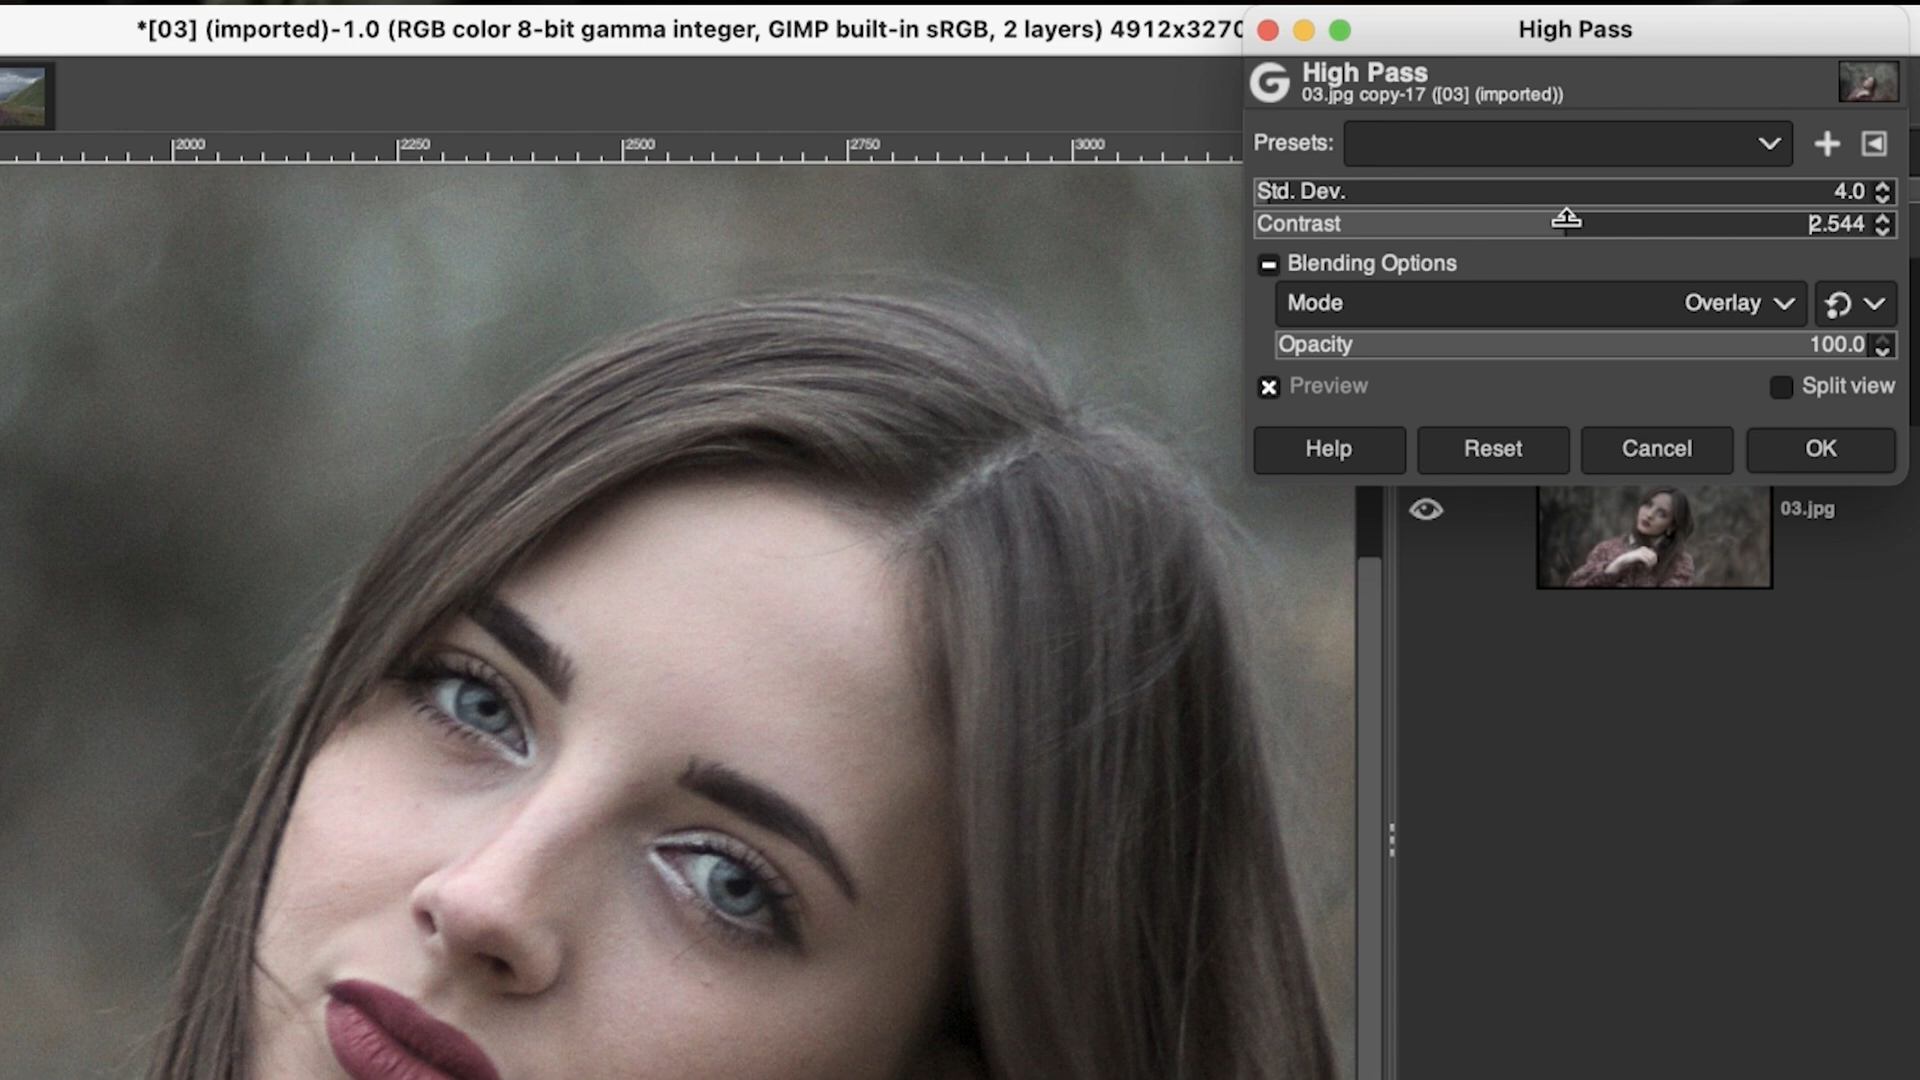 *[03] (imported)-1.0 (RGB color 8-bit gamma integer, GIMP built-in sRGB, 2 layers) 4912x3270
High Pass
High Pass
03.jpg copy-17 ([03] (imported))
2000
2250
2500
2750
3000
Presets:
Std. Dev. 4.0
Contrast 2.544
Blending Options
Mode Overlay
Opacity 100.0
Preview Split view
Help Reset Cancel OK
03.jpg